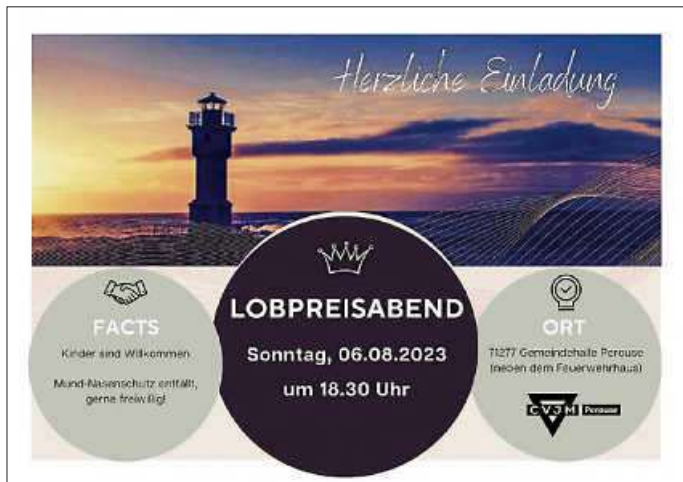 Herzliche Einladung
LOBPREISABEND
Sonntag, 06.08.2023
um 18.30 Uhr
FACTS
Kinder sind Willkommen
Mund-Nasenschutz entfällt,
gerne freiwillig!
ORT
71277 Gemeindehalle Perouse
(neben dem Feuerwehrhaus)
CVJM Perouse